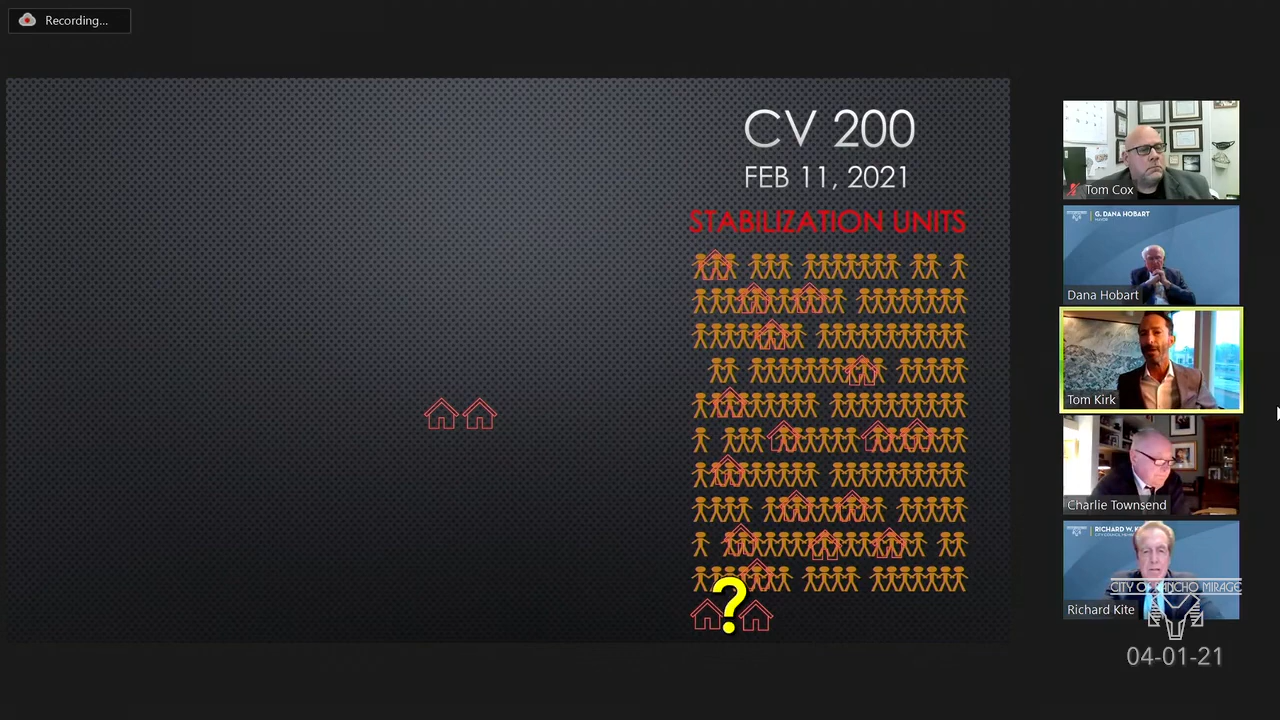 Recording...
CV 200
FEB 11, 2021
STABILIZATION UNITS
?
Tom Cox
G. DANA HOBART
MAYOR
Dana Hobart
Tom Kirk
Charlie Townsend
RICHARD W. K
Richard Kite
CITY OF RANCHO MIRAGE
04-01-21